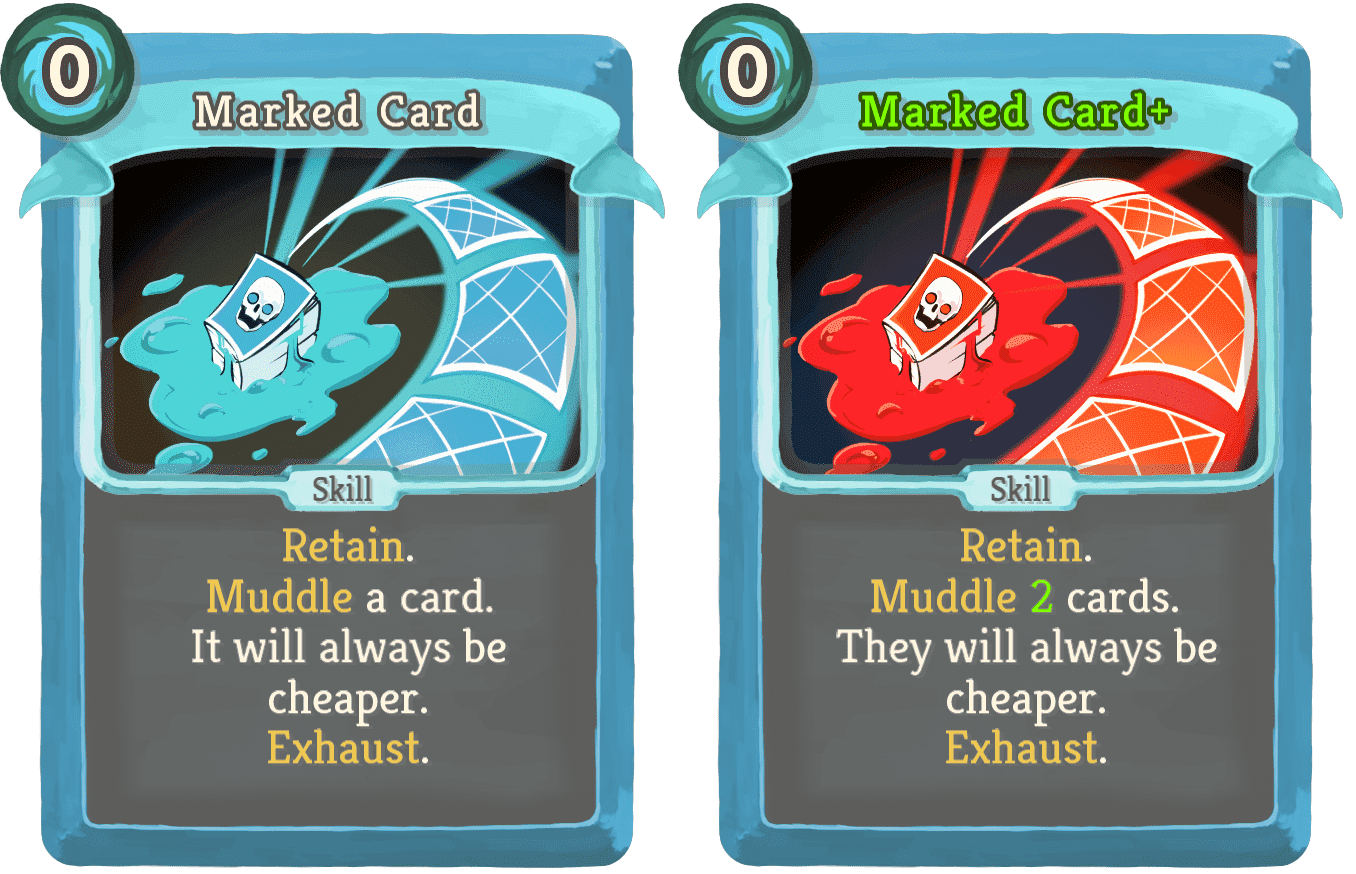 0
Marked Card
Skill
Retain.
Muddle a card.
It will always be
cheaper.
Exhaust.
0
Marked Card+
Skill
Retain.
Muddle 2 cards.
They will always be
cheaper.
Exhaust.